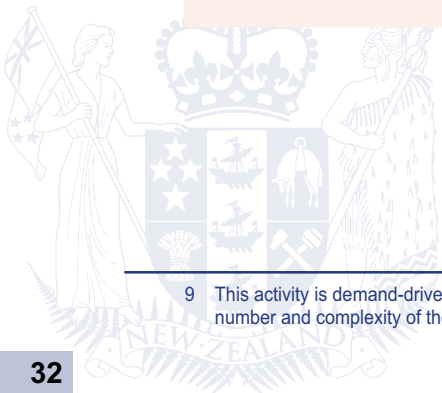 9 This activity is demand-drive
number and complexity of th
NEW·ZEALAND
32